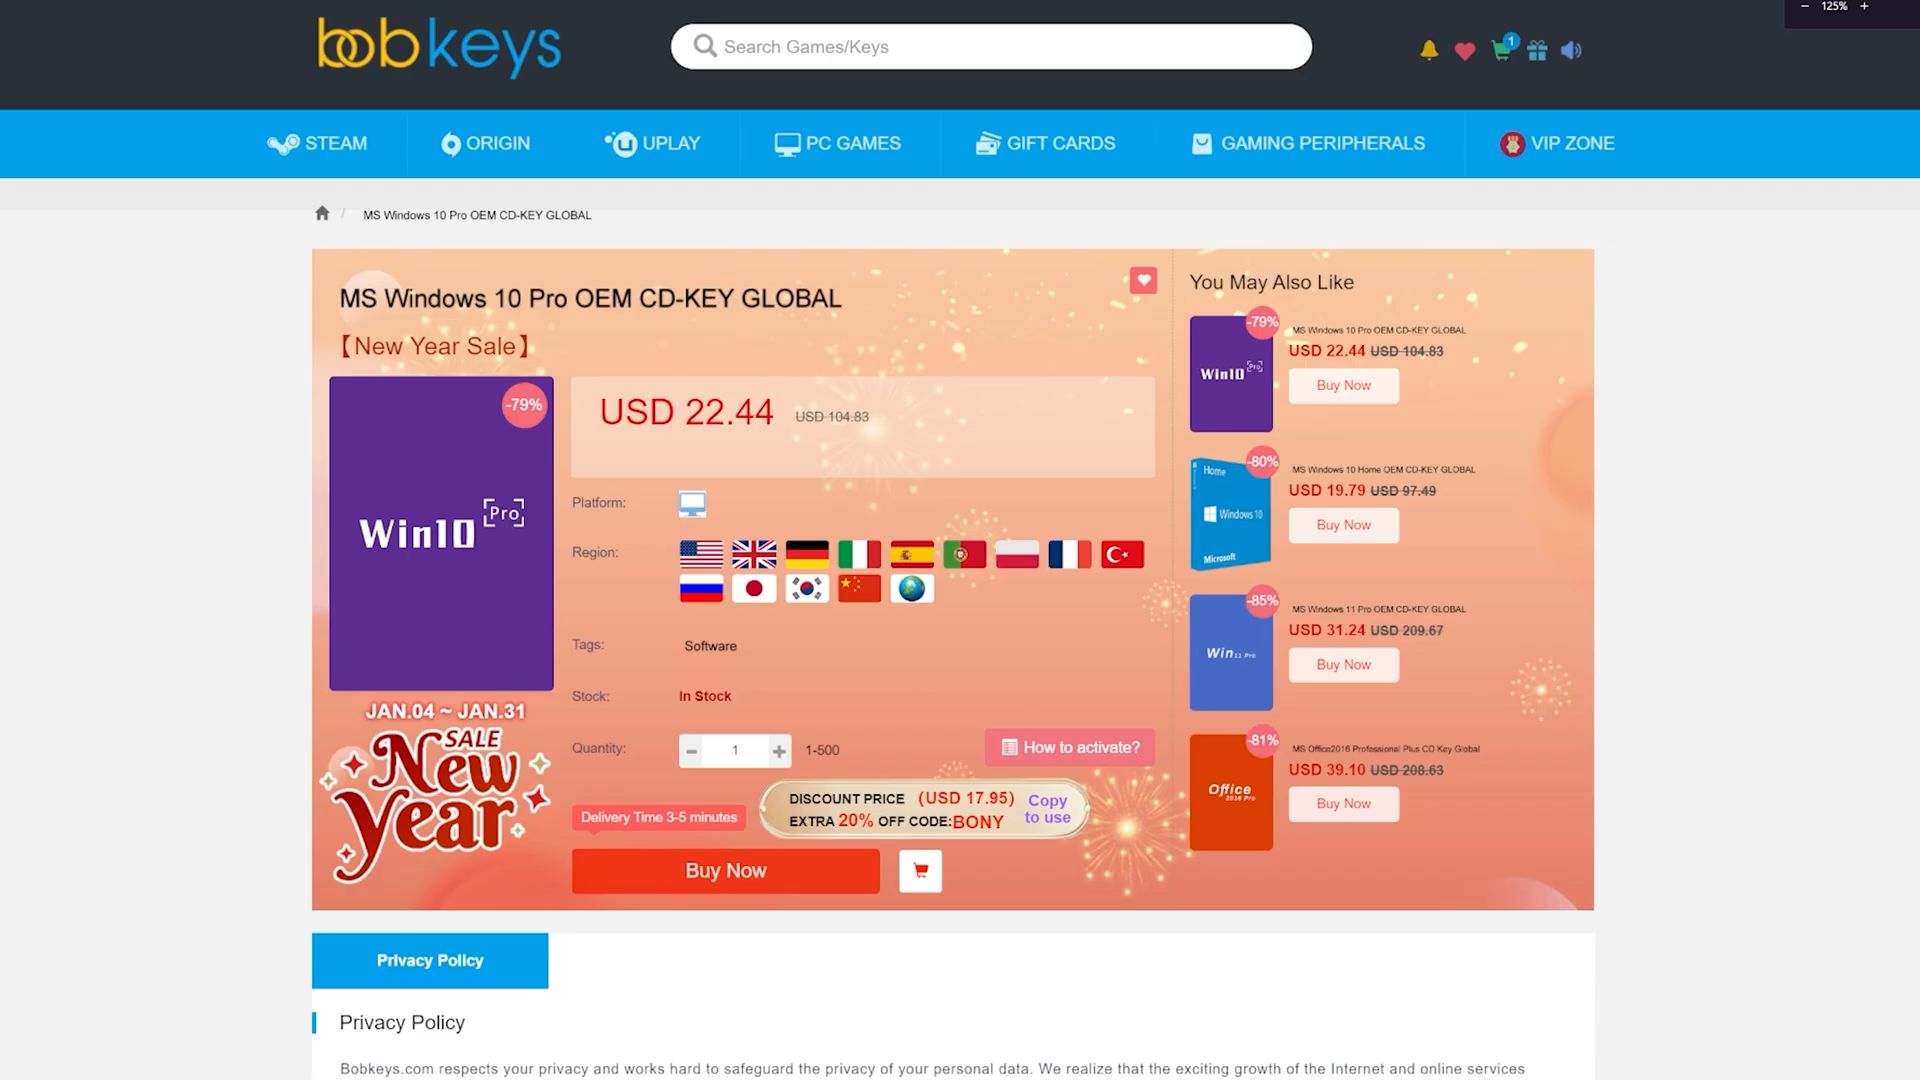 125%
bobkeys
Search Games/Keys
1
STEAM
ORIGIN
UPLAY
PC GAMES
GIFT CARDS
GAMING PERIPHERALS
VIP ZONE
/ MS Windows 10 Pro OEM CD-KEY GLOBAL
MS Windows 10 Pro OEM CD-KEY GLOBAL
【New Year Sale】
-79%
Win10 [Pro]
JAN.04 ~ JAN.31
SALE
New
Year
USD 22.44 USD 104.83
Platform:
Region:
Tags: Software
Stock: In Stock
Quantity: 1 1-500
How to activate?
Delivery Time 3-5 minutes
DISCOUNT PRICE (USD 17.95)
EXTRA 20% OFF CODE:BONY
Copy
to use
Buy Now
You May Also Like
-79%
Win10 [Pro]
MS Windows 10 Pro OEM CD-KEY GLOBAL
USD 22.44 USD 104.83
Buy Now
-80%
Home
Windows 10
Microsoft
MS Windows 10 Home OEM CD-KEY GLOBAL
USD 19.79 USD 97.49
Buy Now
-85%
Win 11 Pro
MS Windows 11 Pro OEM CD-KEY GLOBAL
USD 31.24 USD 209.67
Buy Now
-81%
Office
2016 Pro
MS Office2016 Professional Plus CD Key Global
USD 39.10 USD 208.63
Buy Now
Privacy Policy
Privacy Policy
Bobkeys.com respects your privacy and works hard to safeguard the privacy of your personal data. We realize that the exciting growth of the Internet and online services